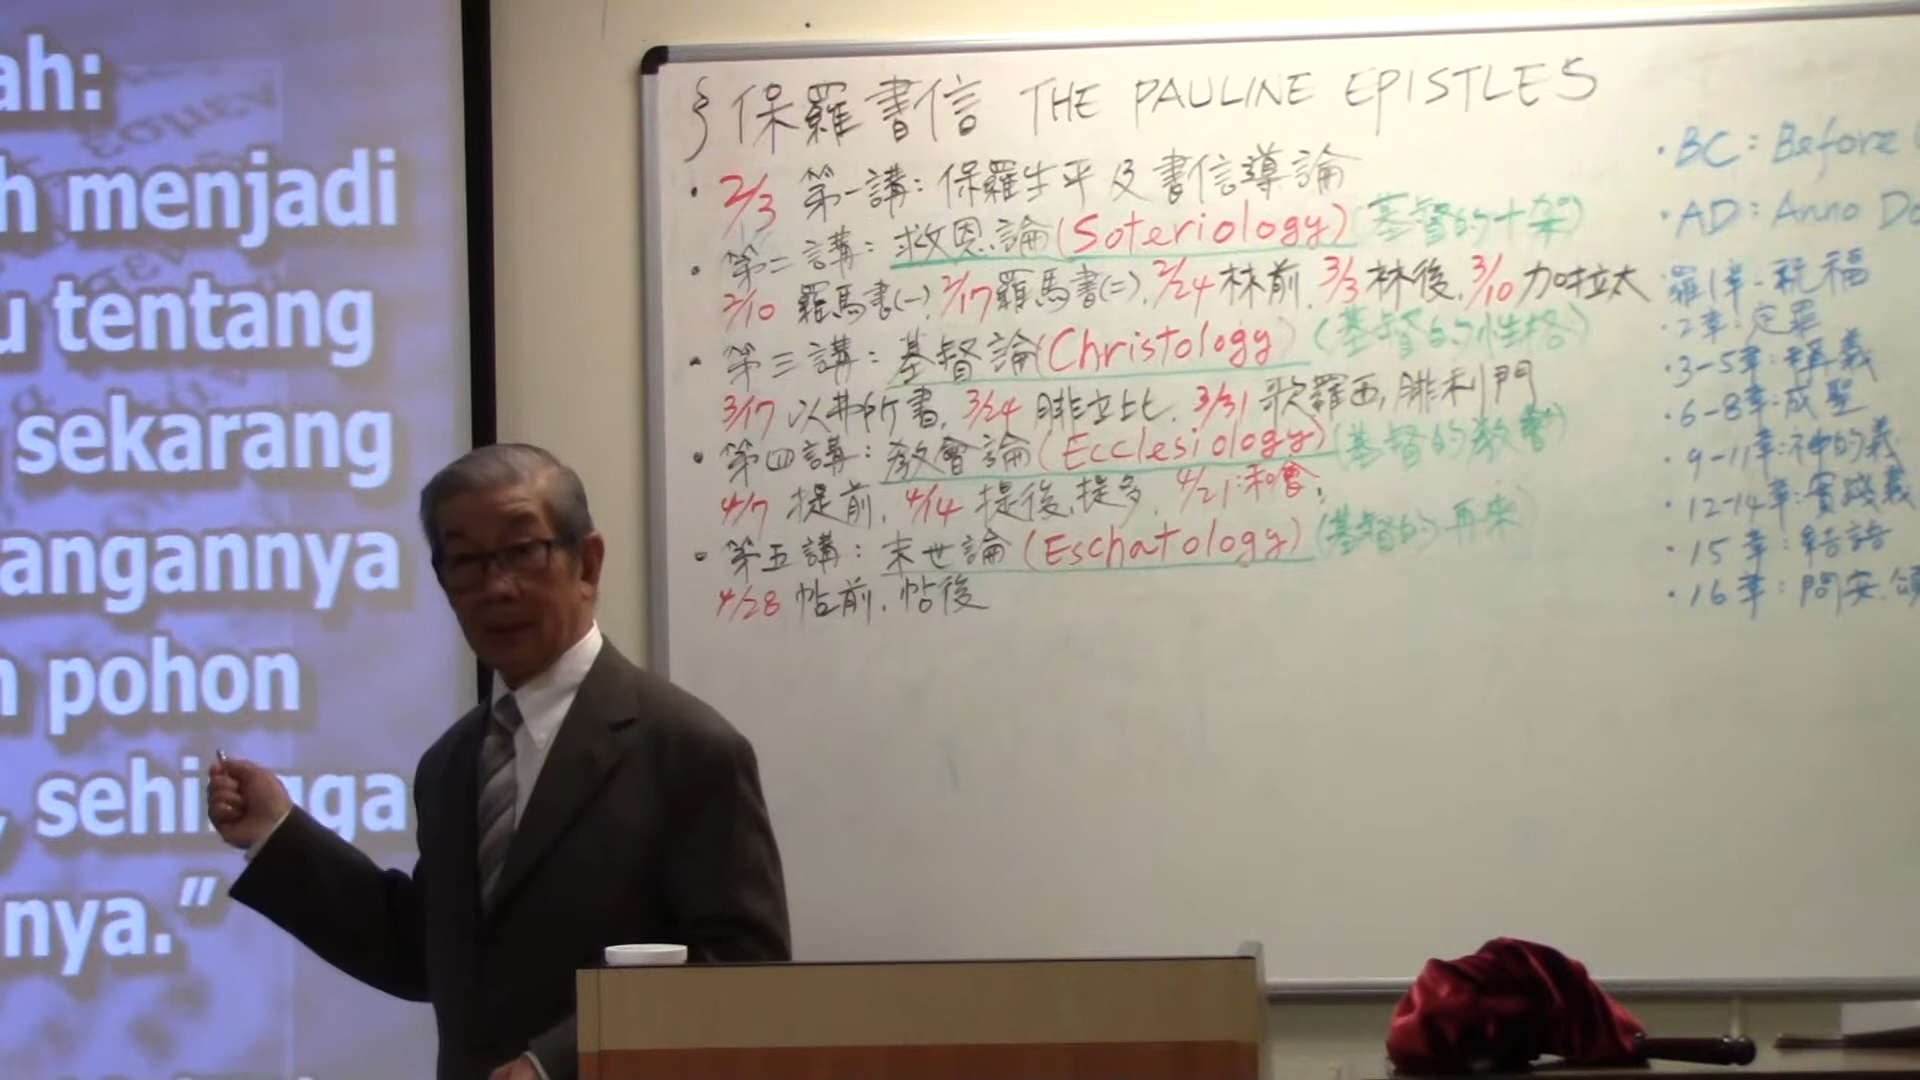 ah:
h menjadi
u tentang
sekarang
angannya
n pohon
, sehingga
nya.”
保羅書信 THE PAULINE EPISTLES
• 2/3 第一講: 保羅生平及書信導論
• 第二講: 救恩論(Soteriology)(基督的十架)
2/10 羅馬書(一), 2/17 羅馬書(二), 2/24 林前, 3/3 林後, 3/10 加拉太
• 第三講: 基督論(Christology) (基督的性格)
3/17 以弗所書, 3/24 腓立比, 3/31 歌羅西, 腓利門
• 第四講: 教會論(Ecclesiology)(基督的教會)
4/7 提前, 4/14 提後, 提多, 4/21:
• 第五講: 末世論(Eschatology)(基督的再來)
4/28 帖前, 帖後
• BC: Before
• AD: Anno Do
羅1章-祝福
• 2章: 定罪
• 3-5章: 稱義
• 6-8章-成聖
• 9-11章: 神的義
• 12-14章: 實踐義
• 15章: 結語
• 16章: 問安、頌